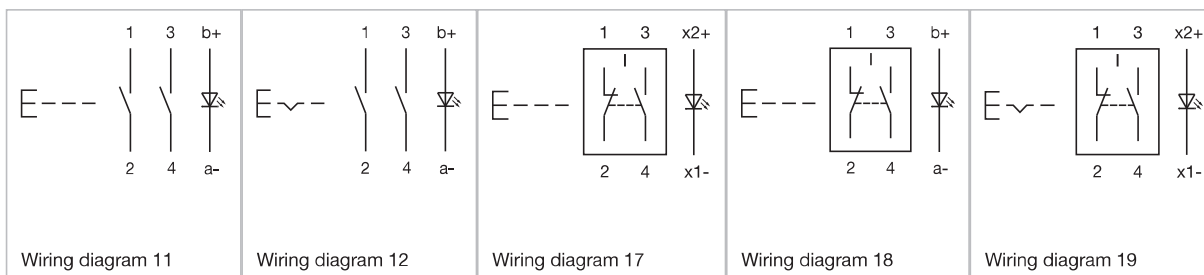 1 3 b+
2 4 a-
Wiring diagram 11
1 3 b+
2 4 a-
Wiring diagram 12
1 3 x2+
2 4 x1-
Wiring diagram 17
1 3 b+
2 4 a-
Wiring diagram 18
1 3 x2+
2 4 x1-
Wiring diagram 19